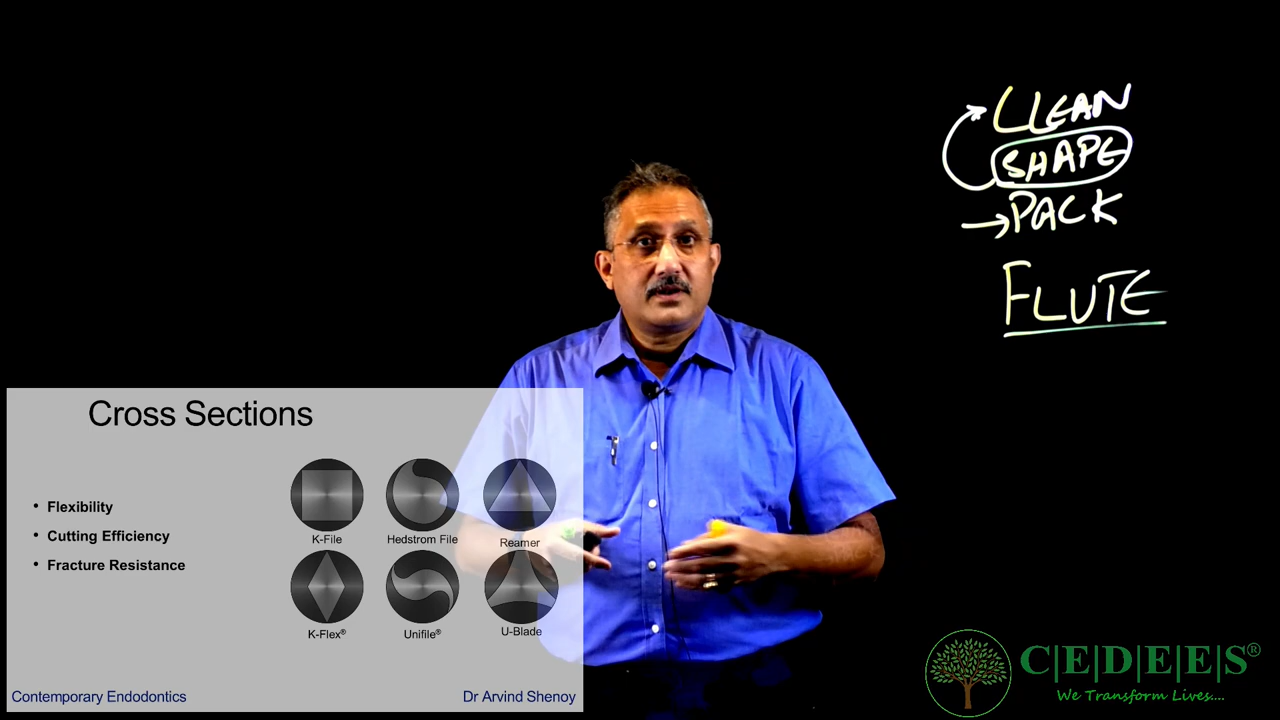 CLEAN
SHAPE
PACK
FLUTE
Cross Sections
• Flexibility
• Cutting Efficiency
• Fracture Resistance
K-File Hedstrom File Reamer
K-Flex® Unifile® U-Blade
Contemporary Endodontics Dr Arvind Shenoy
C|E|D|E|E|S®
We Transform Lives....